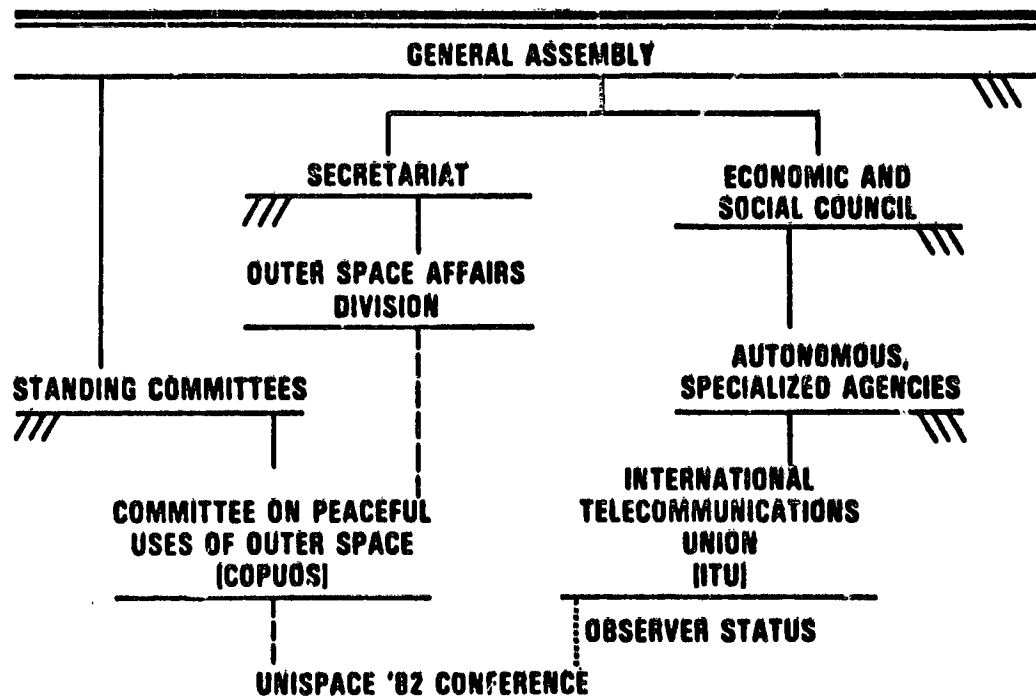 GENERAL ASSEMBLY
SECRETARIAT
ECONOMIC AND
SOCIAL COUNCIL
OUTER SPACE AFFAIRS
DIVISION
AUTONOMOUS,
SPECIALIZED AGENCIES
STANDING COMMITTEES
COMMITTEE ON PEACEFUL
USES OF OUTER SPACE
(COPUOS)
INTERNATIONAL
TELECOMMUNICATIONS
UNION
(ITU)
OBSERVER STATUS
UNISPACE '82 CONFERENCE